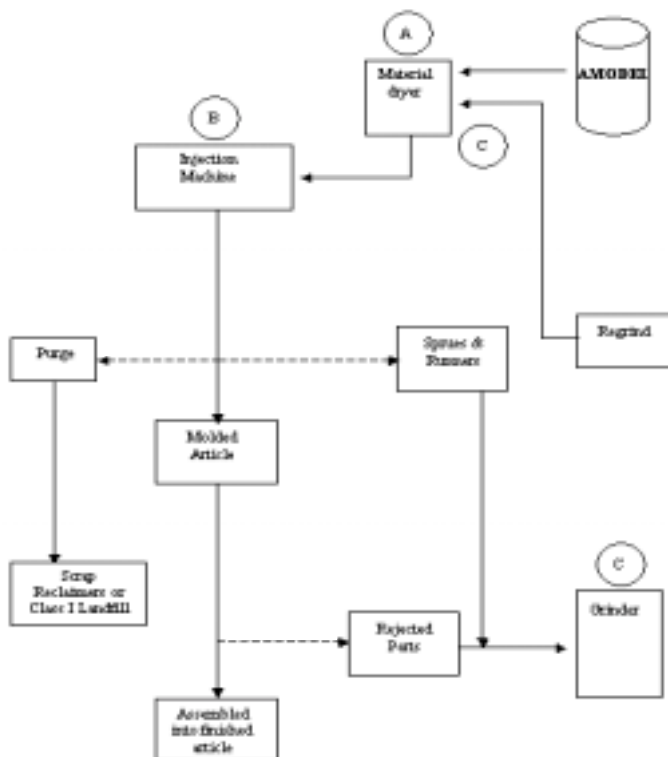 A
Material
dryer
AMODEL
B
C
Injection
Machine
Purge
Sprues &
Runners
Regrind
Molded
Article
Scrap
Reclaimers or
Class I Landfill
C
Grinder
Rejected
Parts
Assembled
into finished
article